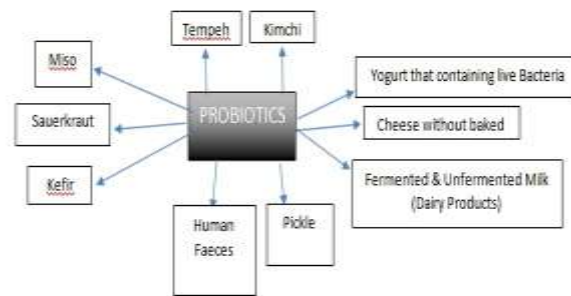 Tempeh
Kimchi
Miso
PROBIOTICS
Yogurt that containing live Bacteria
Sauerkraut
Cheese without baked
Kefir
Fermented & Unfermented Milk
(Dairy Products)
Human
Faeces
Pickle